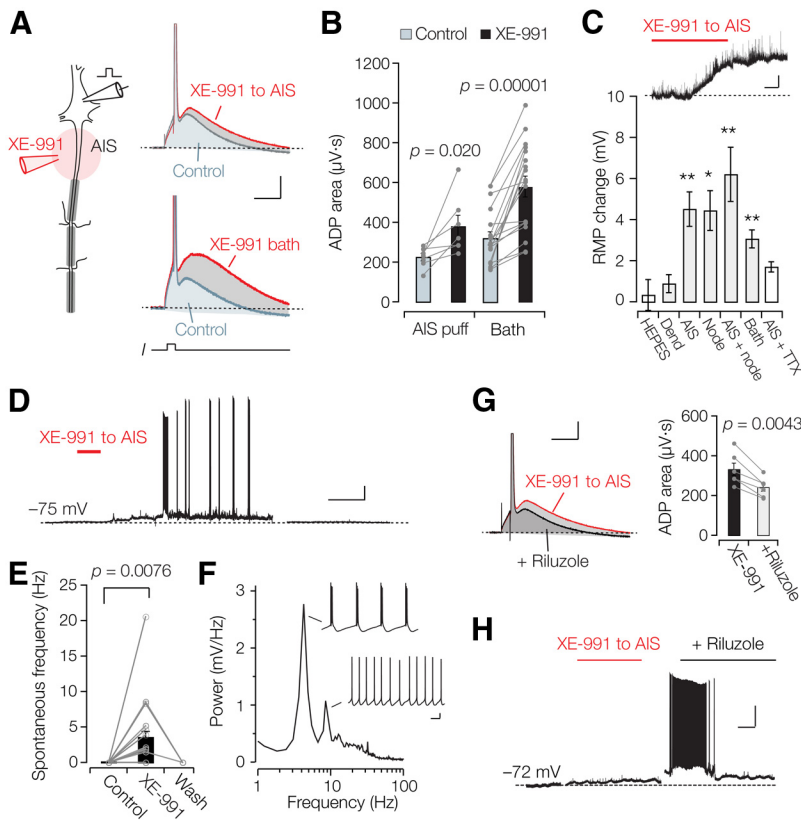 A
XE-991
AIS
XE-991 to AIS
Control
XE-991 bath
Control
I
B
Control
XE-991
ADP area (µV·s)
1200
1000
800
600
400
200
0
p = 0.020
p = 0.00001
AIS puff
Bath
C
XE-991 to AIS
RMP change (mV)
10
8
6
4
2
0
**
*
**
**
HEPES
Dend
AIS
Node
AIS + node
Bath
AIS + TTX
D
XE-991 to AIS
−75 mV
E
p = 0.0076
Spontaneous frequency (Hz)
25
20
15
10
5
0
Control
XE-991
Wash
F
Power (mV/Hz)
3
2
1
0
1
10
100
Frequency (Hz)
G
XE-991 to AIS
+ Riluzole
ADP area (µV·s)
600
400
200
0
p = 0.0043
XE-991
+Riluzole
H
XE-991 to AIS
+ Riluzole
−72 mV